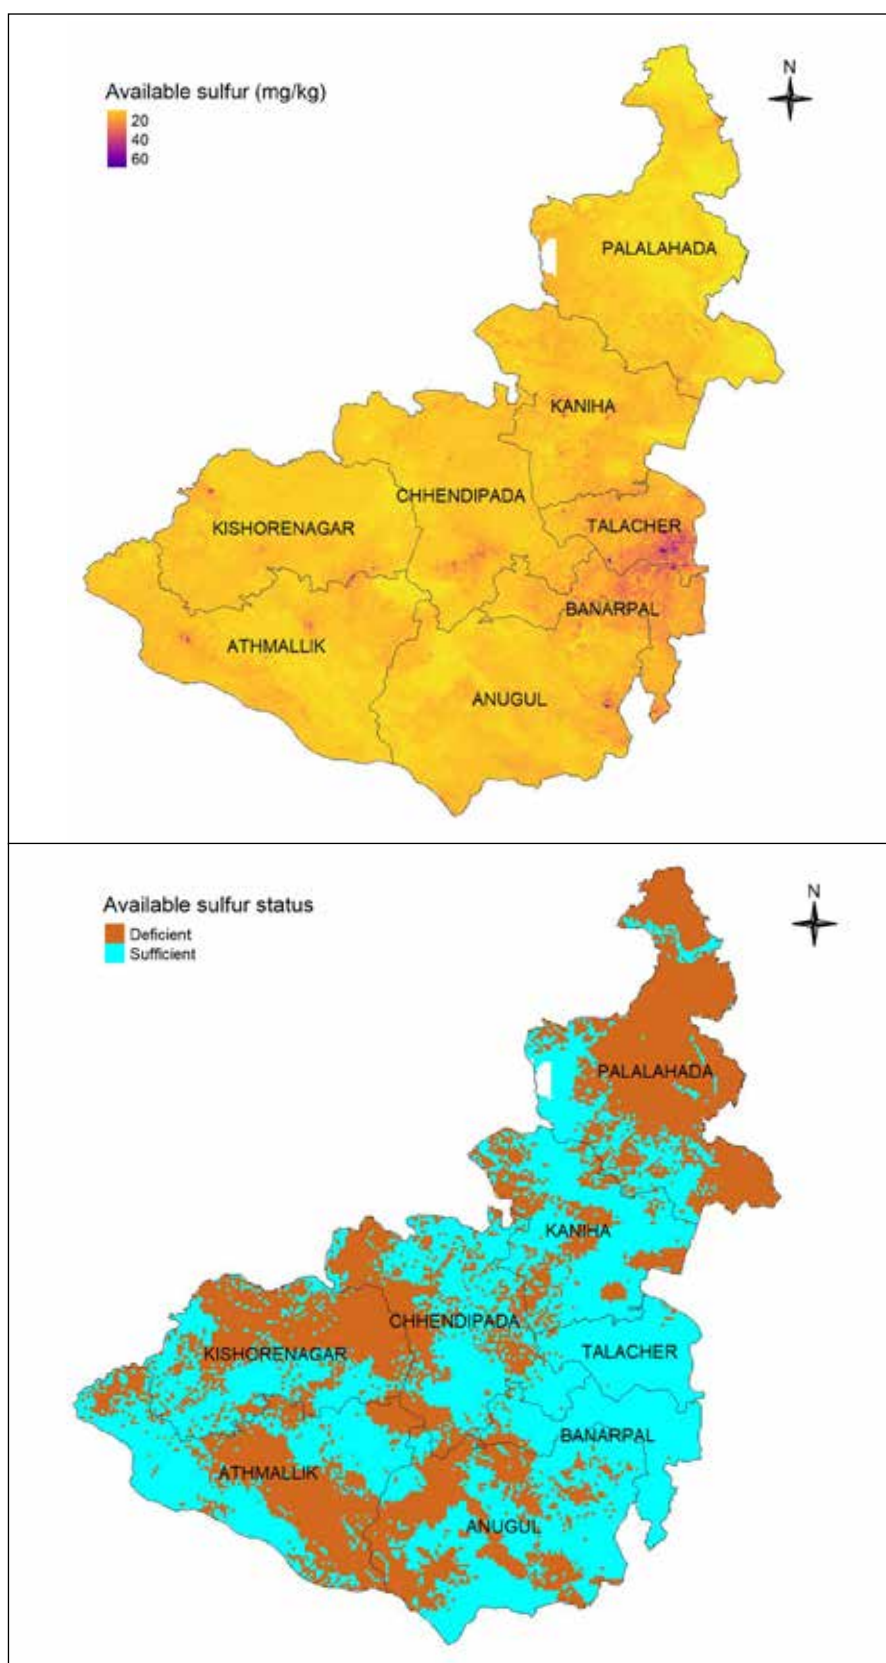 Available sulfur (mg/kg)
20
40
60
N
PALALAHADA
KANIHA
CHHENDIPADA
KISHORENAGAR
TALACHER
BANARPAL
ATHMALLIK
ANUGUL
Available sulfur status
Deficient
Sufficient
N
PALALAHADA
KANIHA
CHHENDIPADA
KISHORENAGAR
TALACHER
BANARPAL
ATHMALLIK
ANUGUL